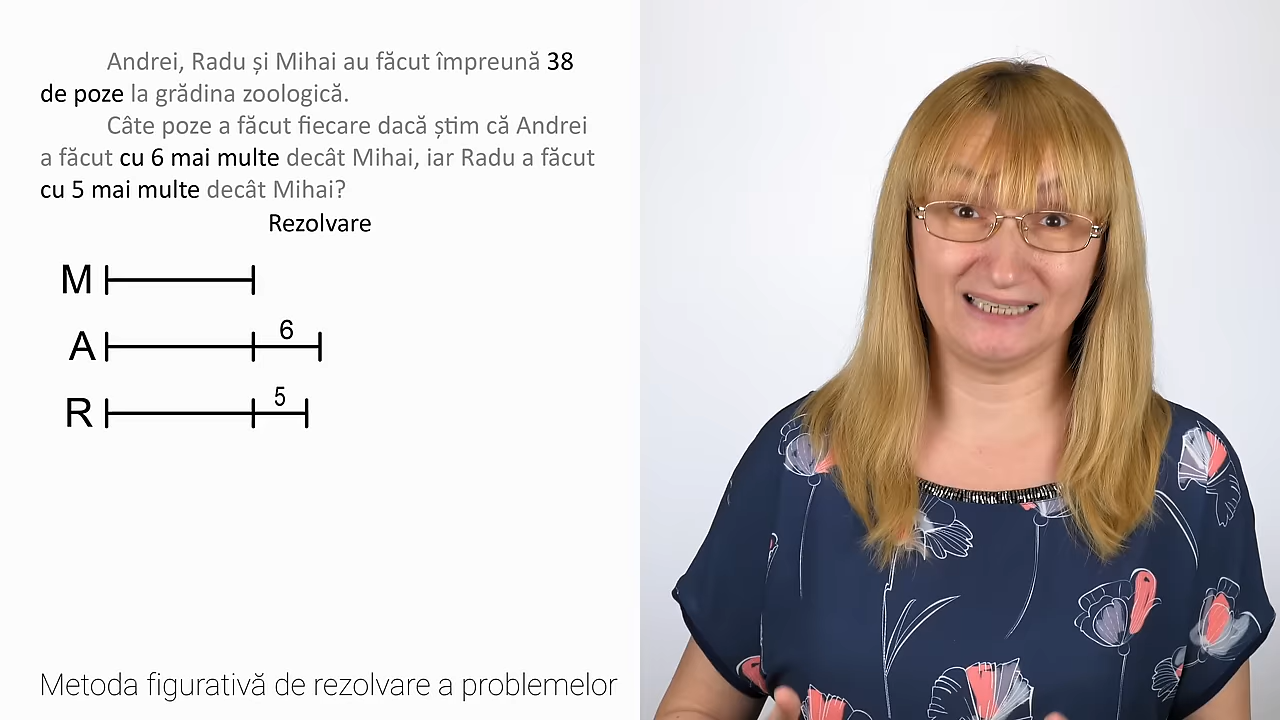 Andrei, Radu și Mihai au făcut împreună 38
de poze la grădina zoologică.
Câte poze a făcut fiecare dacă știm că Andrei
a făcut cu 6 mai multe decât Mihai, iar Radu a făcut
cu 5 mai multe decât Mihai?
Rezolvare
M
6
A
5
R
Metoda figurativă de rezolvare a problemelor